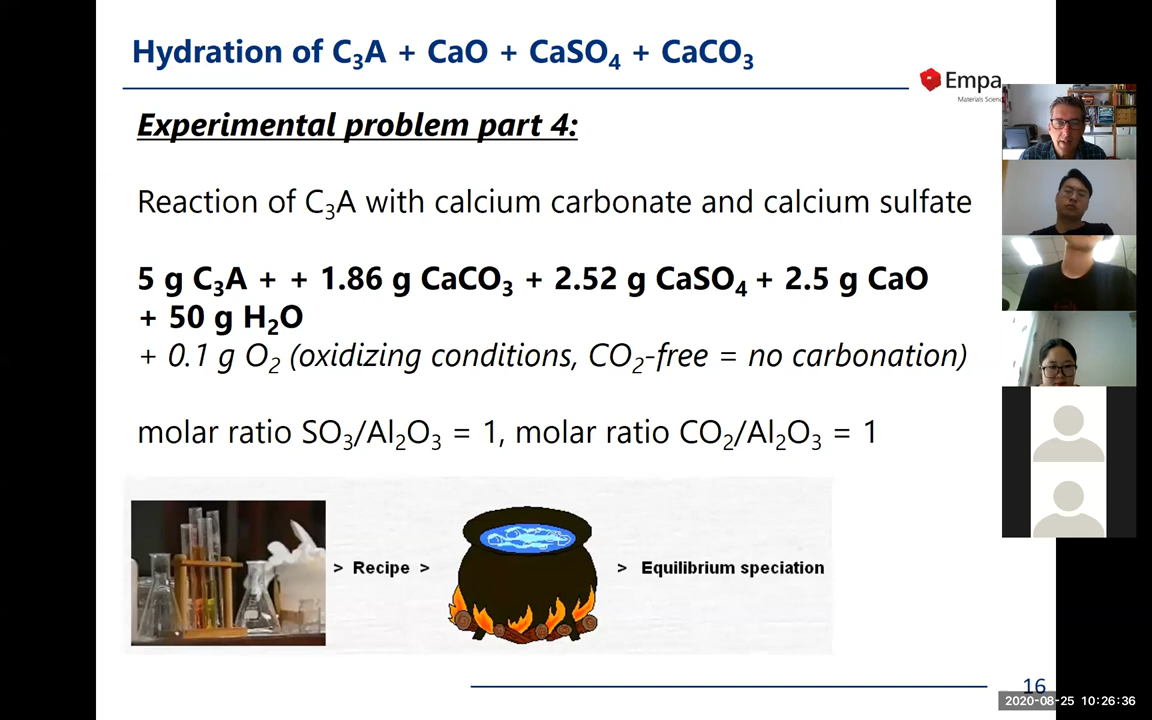 Hydration of C₃A + CaO + CaSO₄ + CaCO₃
Empa
Materials Scienc
Experimental problem part 4:
Reaction of C₃A with calcium carbonate and calcium sulfate
5 g C₃A + + 1.86 g CaCO₃ + 2.52 g CaSO₄ + 2.5 g CaO
+ 50 g H₂O
+ 0.1 g O₂ (oxidizing conditions, CO₂-free = no carbonation)
molar ratio SO₃/Al₂O₃ = 1, molar ratio CO₂/Al₂O₃ = 1
> Recipe > > Equilibrium speciation
16
2020-08-25 10:26:36